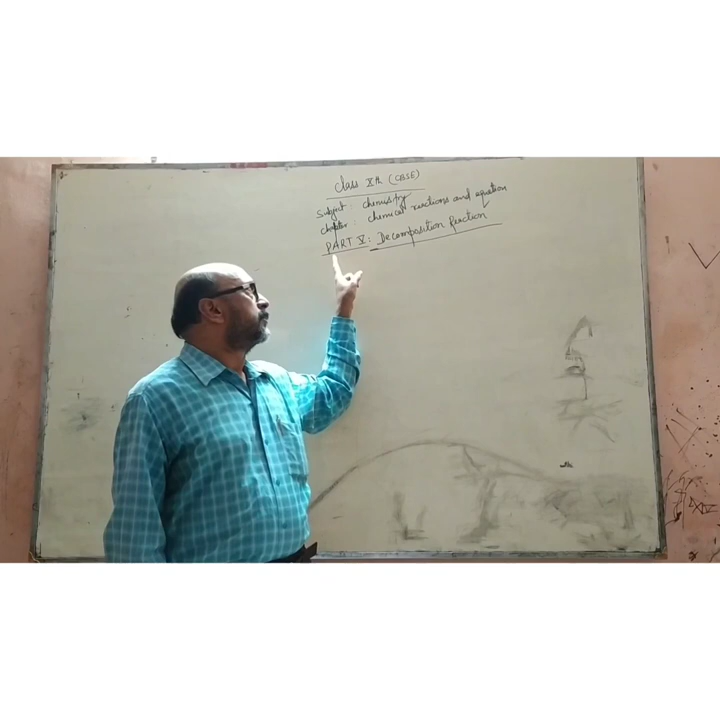 Class Xth (CBSE)
Subject: chemistry
chapter: chemical reactions and equation
PART V: Decomposition Reaction